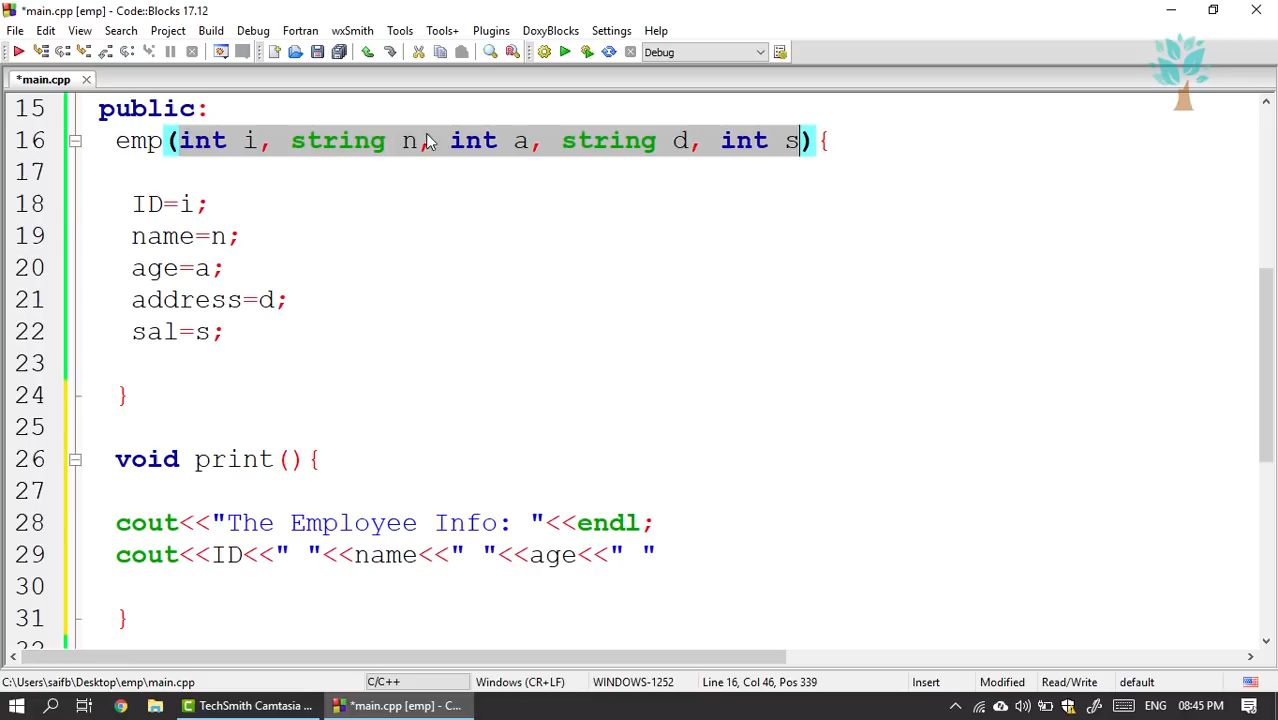 *main.cpp [emp] - Code::Blocks 17.12
File Edit View Search Project Build Debug Fortran wxSmith Tools Tools+ Plugins DoxyBlocks Settings Help
Debug
*main.cpp
15 public:
16 emp(int i, string n, int a, string d, int s){
17
18 ID=i;
19 name=n;
20 age=a;
21 address=d;
22 sal=s;
23
24 }
25
26 void print(){
27
28 cout<<"The Employee Info: "<<endl;
29 cout<<ID<<" "<<name<<" "<<age<<" "
30
31 }
C:\Users\saifb\Desktop\emp\main.cpp C/C++ Windows (CR+LF) WINDOWS-1252 Line 16, Col 46, Pos 339 Insert Modified Read/Write default
TechSmith Camtasia ... *main.cpp [emp] - C... ENG 08:45 PM